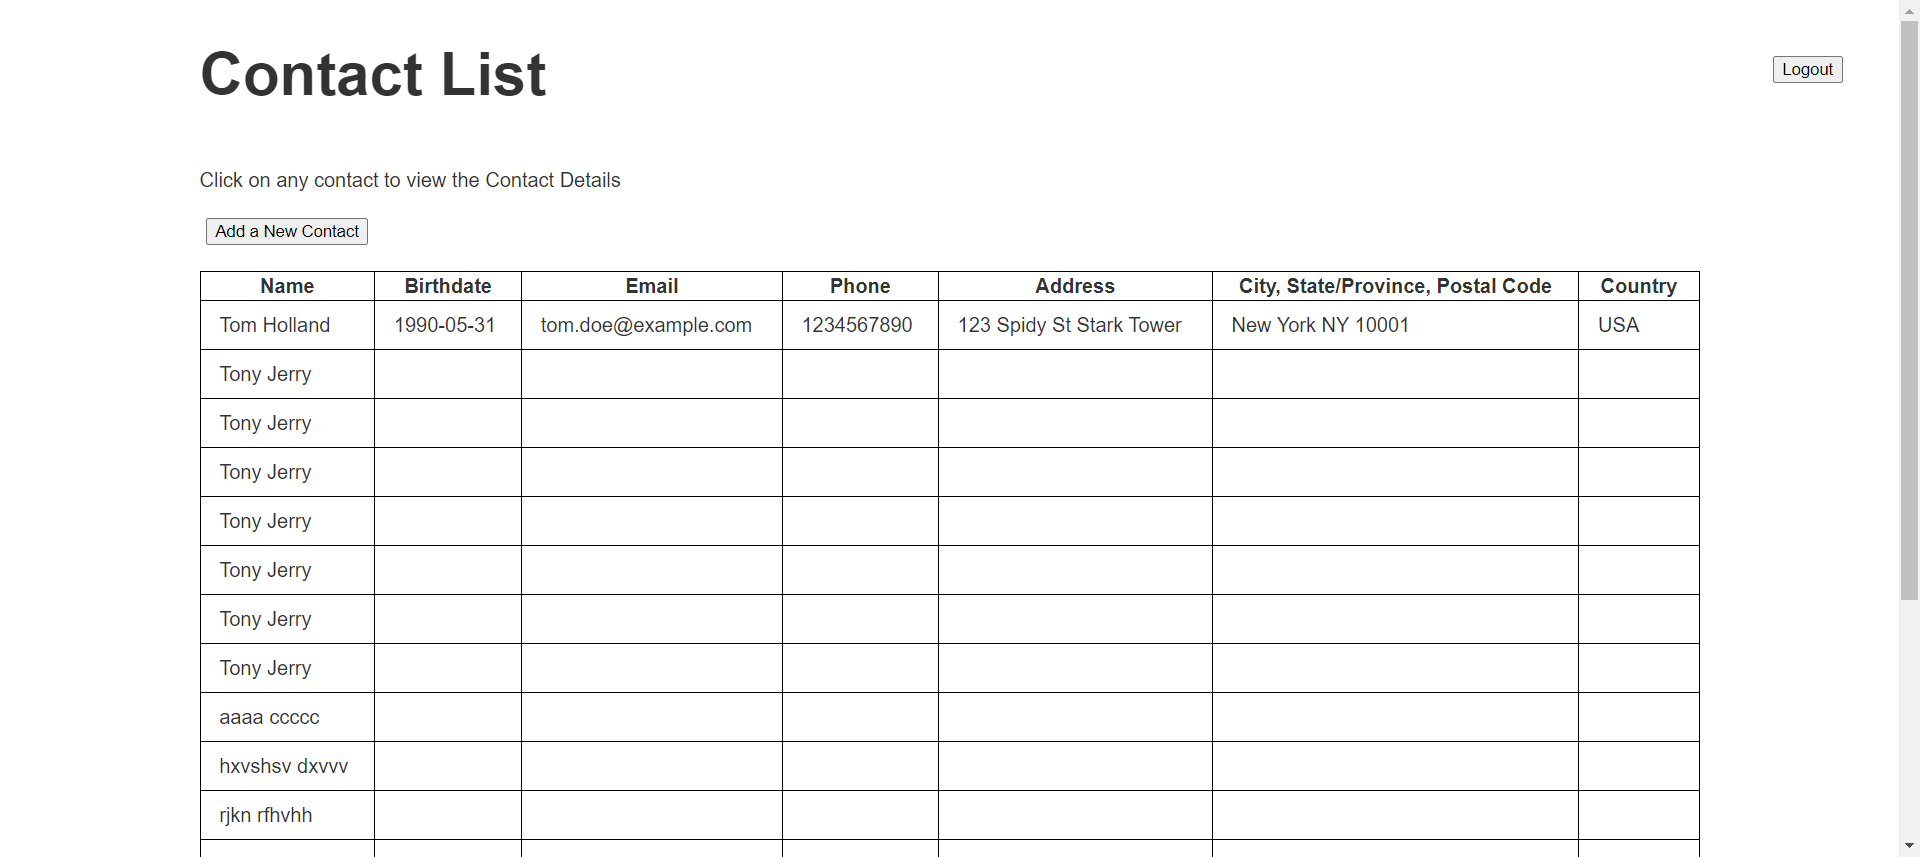 Contact List
Logout
Click on any contact to view the Contact Details
Add a New Contact
Name Birthdate Email Phone Address City, State/Province, Postal Code Country
Tom Holland 1990-05-31 tom.doe@example.com 1234567890 123 Spidy St Stark Tower New York NY 10001 USA
Tony Jerry
Tony Jerry
Tony Jerry
Tony Jerry
Tony Jerry
Tony Jerry
Tony Jerry
aaaa ccccc
hxvshsv dxvvv
rjkn rfhvhh